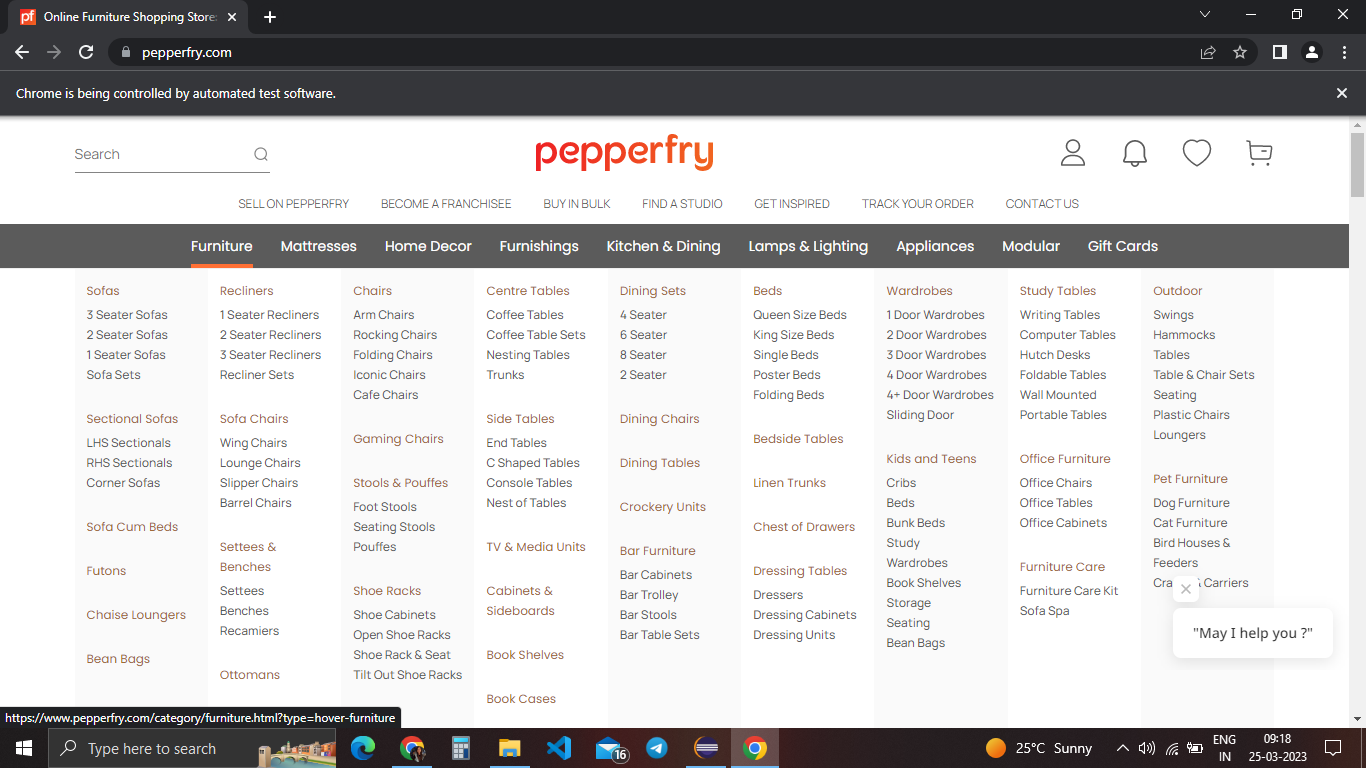 pf
Online Furniture Shopping Store:
pepperfry.com
Chrome is being controlled by automated test software.
Search
pepperfry
SELL ON PEPPERFRY BECOME A FRANCHISEE BUY IN BULK FIND A STUDIO GET INSPIRED TRACK YOUR ORDER CONTACT US
Furniture Mattresses Home Decor Furnishings Kitchen & Dining Lamps & Lighting Appliances Modular Gift Cards
Sofas
3 Seater Sofas
2 Seater Sofas
1 Seater Sofas
Sofa Sets
Sectional Sofas
LHS Sectionals
RHS Sectionals
Corner Sofas
Sofa Cum Beds
Futons
Chaise Loungers
Bean Bags
Recliners
1 Seater Recliners
2 Seater Recliners
3 Seater Recliners
Recliner Sets
Sofa Chairs
Wing Chairs
Lounge Chairs
Slipper Chairs
Barrel Chairs
Settees &
Benches
Settees
Benches
Recamiers
Ottomans
Chairs
Arm Chairs
Rocking Chairs
Folding Chairs
Iconic Chairs
Cafe Chairs
Gaming Chairs
Stools & Pouffes
Foot Stools
Seating Stools
Pouffes
Shoe Racks
Shoe Cabinets
Open Shoe Racks
Shoe Rack & Seat
Tilt Out Shoe Racks
Centre Tables
Coffee Tables
Coffee Table Sets
Nesting Tables
Trunks
Side Tables
End Tables
C Shaped Tables
Console Tables
Nest of Tables
TV & Media Units
Cabinets &
Sideboards
Book Shelves
Book Cases
Dining Sets
4 Seater
6 Seater
8 Seater
2 Seater
Dining Chairs
Dining Tables
Crockery Units
Bar Furniture
Bar Cabinets
Bar Trolley
Bar Stools
Bar Table Sets
Beds
Queen Size Beds
King Size Beds
Single Beds
Poster Beds
Folding Beds
Bedside Tables
Linen Trunks
Chest of Drawers
Dressing Tables
Dressers
Dressing Cabinets
Dressing Units
Wardrobes
1 Door Wardrobes
2 Door Wardrobes
3 Door Wardrobes
4 Door Wardrobes
4+ Door Wardrobes
Sliding Door
Kids and Teens
Cribs
Beds
Bunk Beds
Study
Wardrobes
Book Shelves
Storage
Seating
Bean Bags
Study Tables
Writing Tables
Computer Tables
Hutch Desks
Foldable Tables
Wall Mounted
Portable Tables
Office Furniture
Office Chairs
Office Tables
Office Cabinets
Furniture Care
Furniture Care Kit
Sofa Spa
Outdoor
Swings
Hammocks
Tables
Table & Chair Sets
Seating
Plastic Chairs
Loungers
Pet Furniture
Dog Furniture
Cat Furniture
Bird Houses &
Feeders
& Carriers
"May I help you ?"
https://www.pepperfry.com/category/furniture.html?type=hover-furniture
Type here to search
16
25°C Sunny
ENG
IN
09:18
25-03-2023